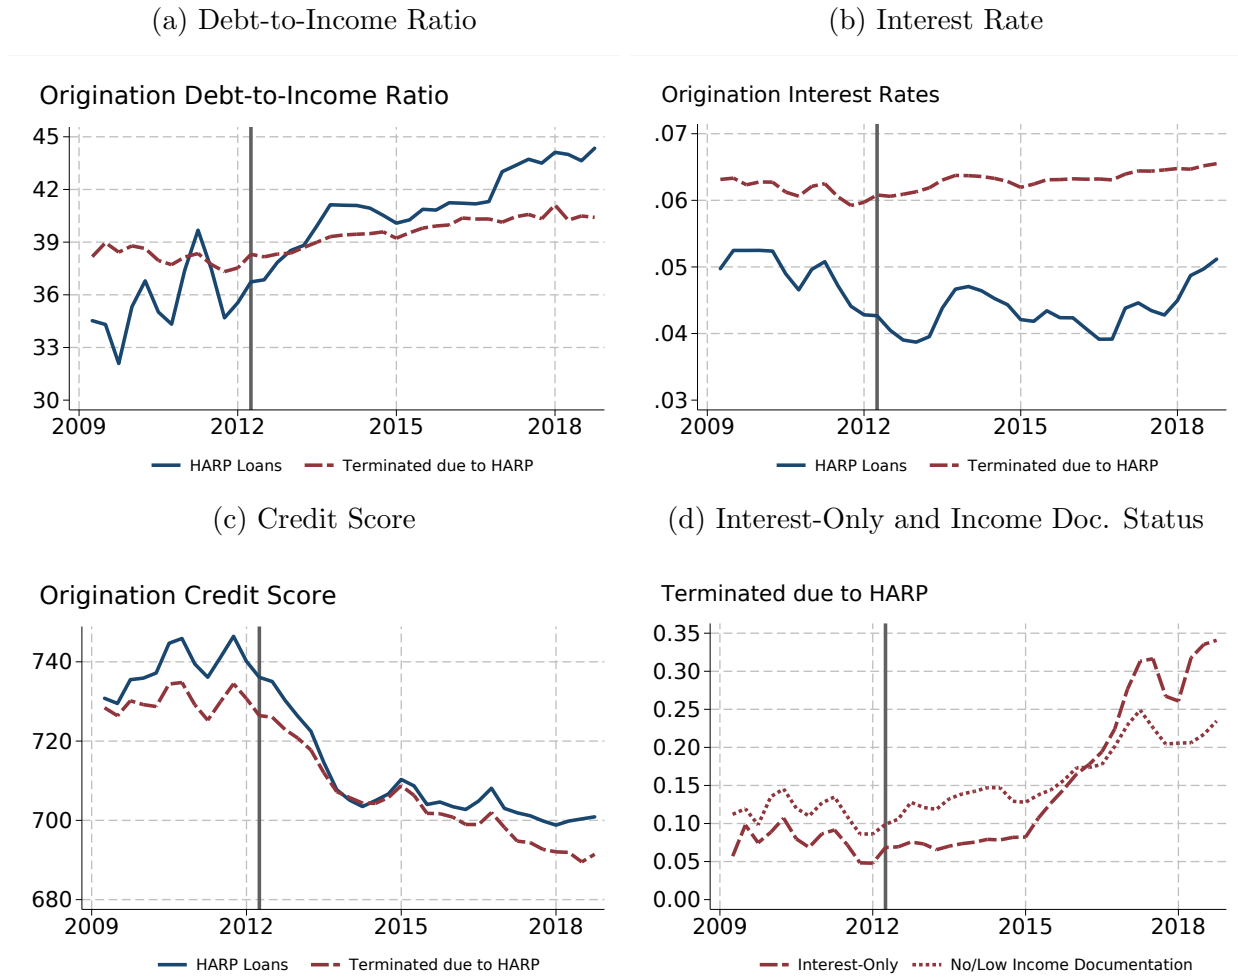 (a) Debt-to-Income Ratio
(b) Interest Rate
Origination Debt-to-Income Ratio
45
42
39
36
33
30
2009 2012 2015 2018
HARP Loans Terminated due to HARP
Origination Interest Rates
.07
.06
.05
.04
.03
2009 2012 2015 2018
HARP Loans Terminated due to HARP
(c) Credit Score
(d) Interest-Only and Income Doc. Status
Origination Credit Score
740
720
700
680
2009 2012 2015 2018
HARP Loans Terminated due to HARP
Terminated due to HARP
0.35
0.30
0.25
0.20
0.15
0.10
0.05
0.00
2009 2012 2015 2018
Interest-Only No/Low Income Documentation